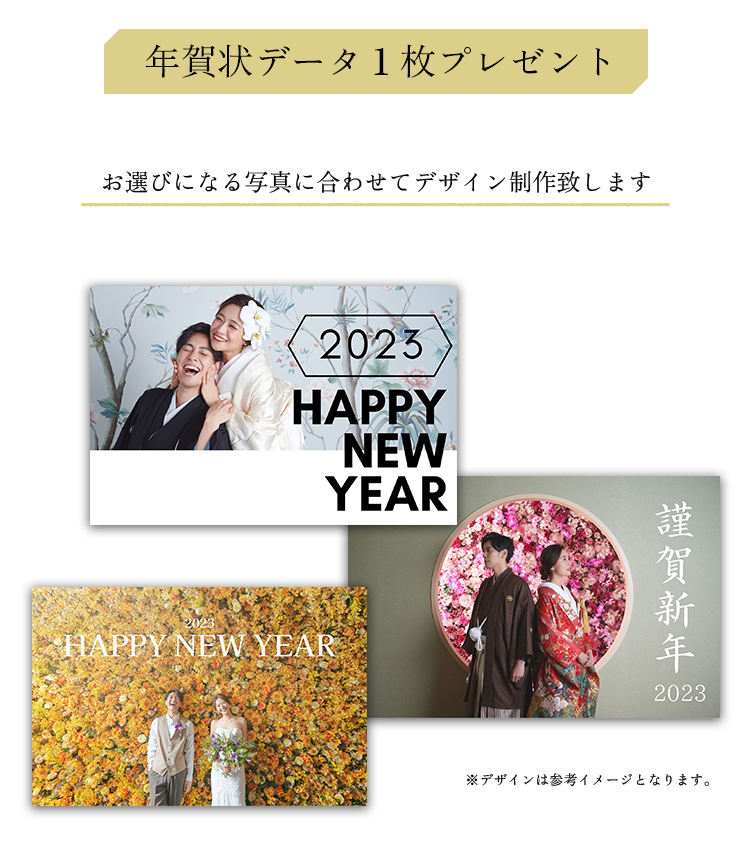 年賀状データ１枚プレゼント
お選びになる写真に合わせてデザイン制作致します
2023
HAPPY
NEW
YEAR
謹賀新年
2023
2023
HAPPY NEW YEAR
※デザインは参考イメージとなります。